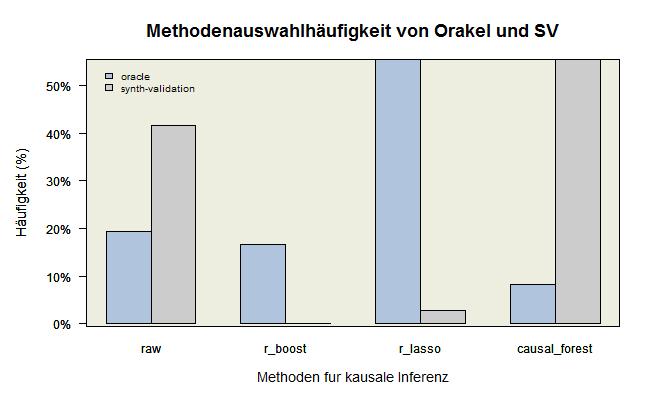 Methodenauswahlhäufigkeit von Orakel und SV
oracle
synth-validation
Häufigkeit (%)
50%
40%
30%
20%
10%
0%
raw r_boost r_lasso causal_forest
Methoden fur kausale Inferenz